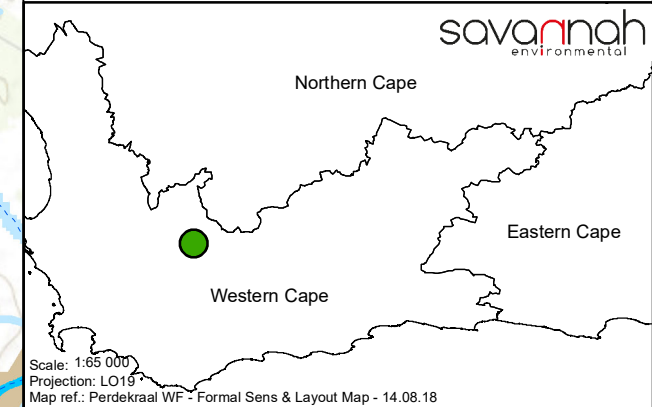 savannah
environmental
Northern Cape
Eastern Cape
Western Cape
Scale: 1:65 000
Projection: LO19
Map ref.: Perdekraal WF - Formal Sens & Layout Map - 14.08.18